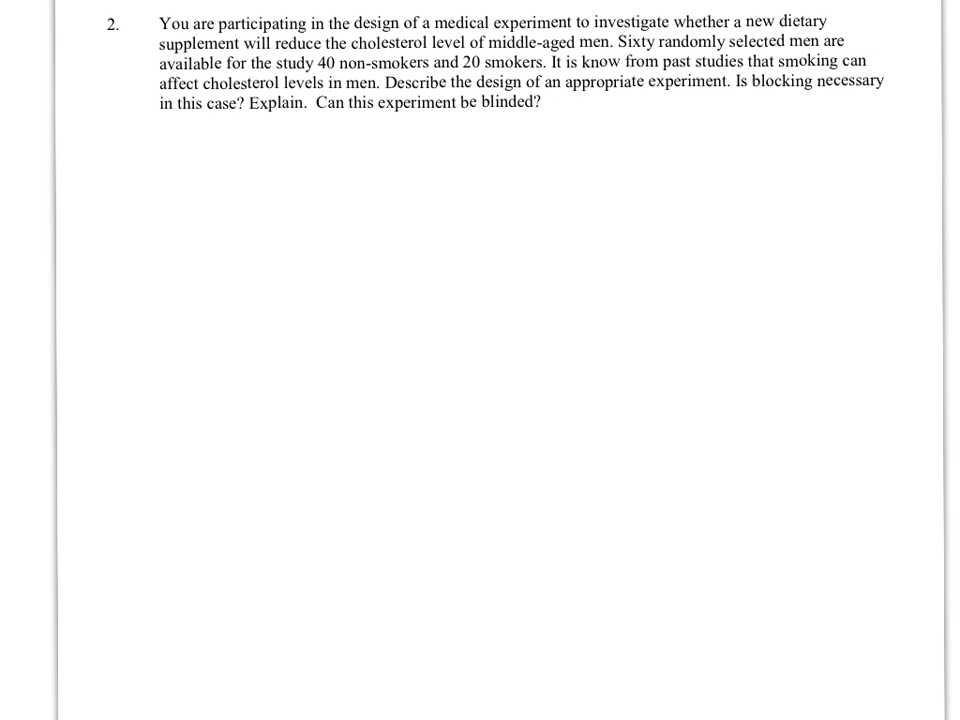 2. You are participating in the design of a medical experiment to investigate whether a new dietary
supplement will reduce the cholesterol level of middle-aged men. Sixty randomly selected men are
available for the study 40 non-smokers and 20 smokers. It is know from past studies that smoking can
affect cholesterol levels in men. Describe the design of an appropriate experiment. Is blocking necessary
in this case? Explain. Can this experiment be blinded?